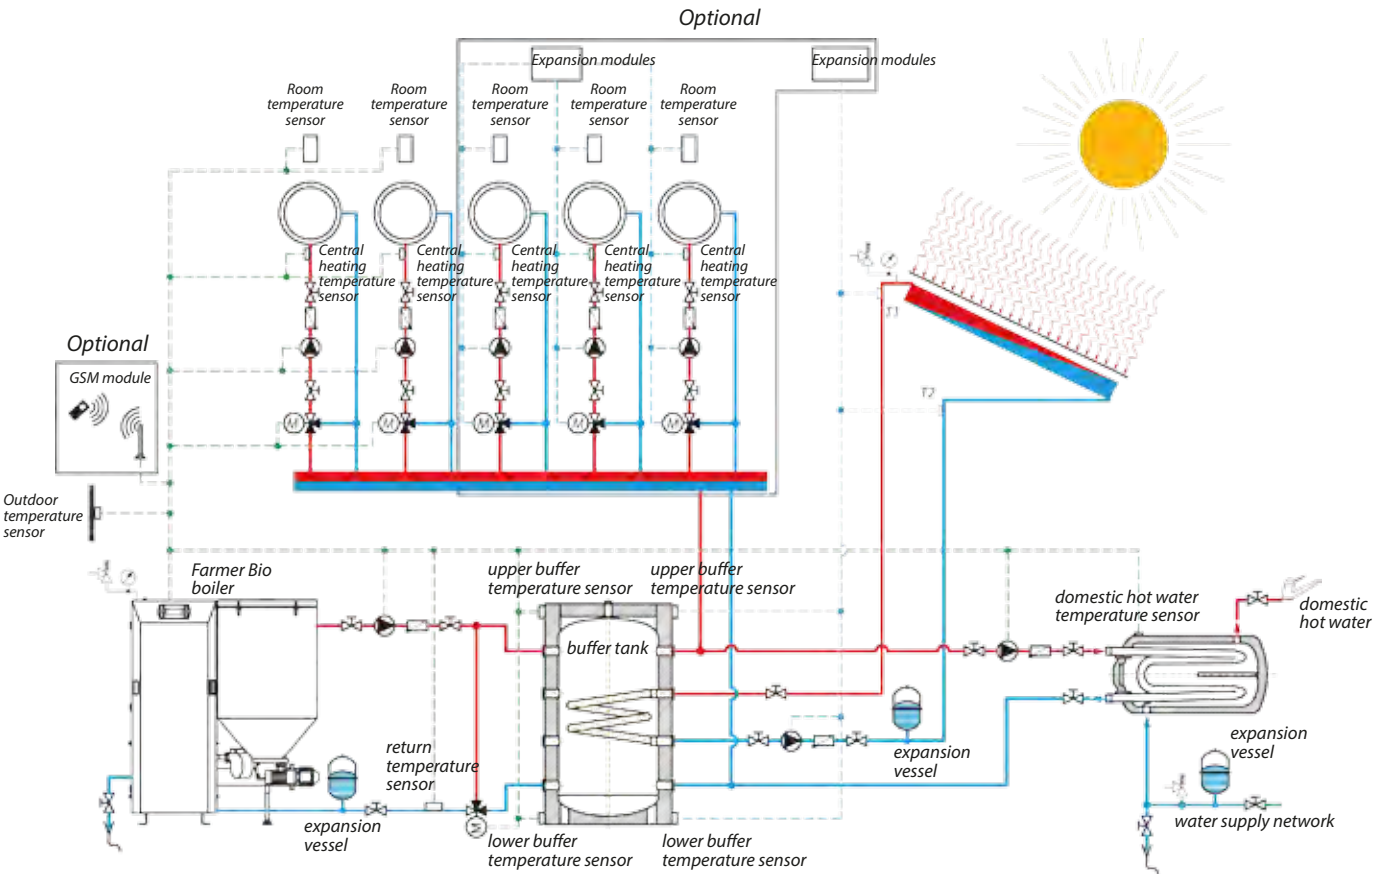 Optional
Expansion modules
Expansion modules
Room
temperature
sensor
Room
temperature
sensor
Room
temperature
sensor
Room
temperature
sensor
Room
temperature
sensor
Central
heating
temperature
sensor
Central
heating
temperature
sensor
Central
heating
temperature
sensor
Central
heating
temperature
sensor
Central
heating
temperature
sensor
T1
T2
Optional
GSM module
M
M
M
M
M
Outdoor
temperature
sensor
Farmer Bio
boiler
upper buffer
temperature sensor
upper buffer
temperature sensor
domestic hot water
temperature sensor
domestic
hot water
buffer tank
return
temperature
sensor
expansion
vessel
expansion
vessel
expansion
vessel
M
lower buffer
temperature sensor
lower buffer
temperature sensor
water supply network